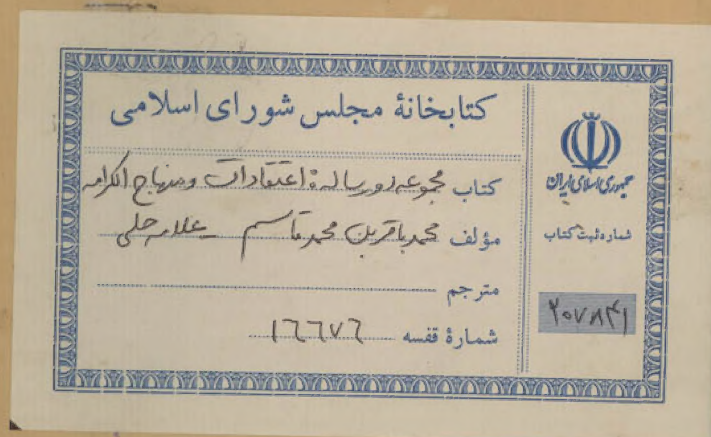 کتابخانهٔ مجلس شورای اسلامی
کتاب مجموعه دو رساله: اعتقادات و منهاج الکرامه
مؤلف محمد باقر بن محمد قاسم - علامه حلی
مترجم
شمارهٔ قفسه ۱۶۶۷۶
جمهوری اسلامی ایران
شماره ثبت کتاب
۲۰۷۸۴۱